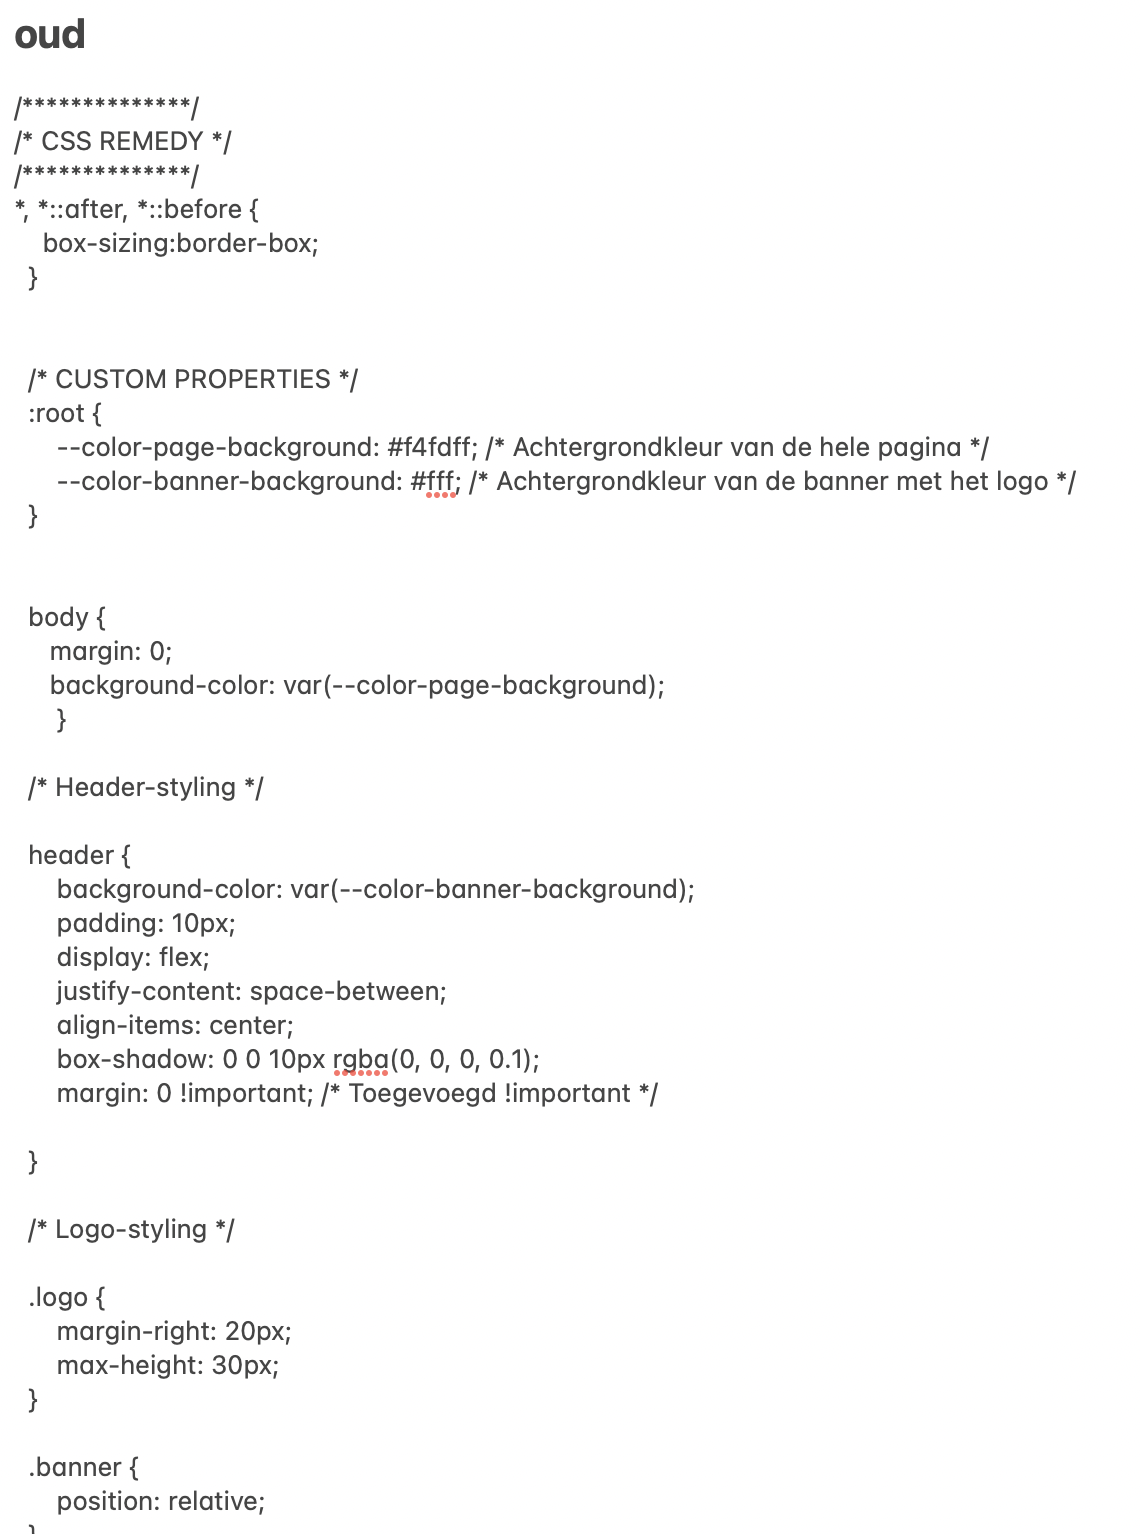 oud
/**************/
/* CSS REMEDY */
/**************/
*, *::after, *::before {
box-sizing:border-box;
}
/* CUSTOM PROPERTIES */
:root {
--color-page-background: #f4fdff; /* Achtergrondkleur van de hele pagina */
--color-banner-background: #fff; /* Achtergrondkleur van de banner met het logo */
}
body {
margin: 0;
background-color: var(--color-page-background);
}
/* Header-styling */
header {
background-color: var(--color-banner-background);
padding: 10px;
display: flex;
justify-content: space-between;
align-items: center;
box-shadow: 0 0 10px rgba(0, 0, 0, 0.1);
margin: 0 !important; /* Toegevoegd !important */
}
/* Logo-styling */
.logo {
margin-right: 20px;
max-height: 30px;
}
.banner {
position: relative;
}